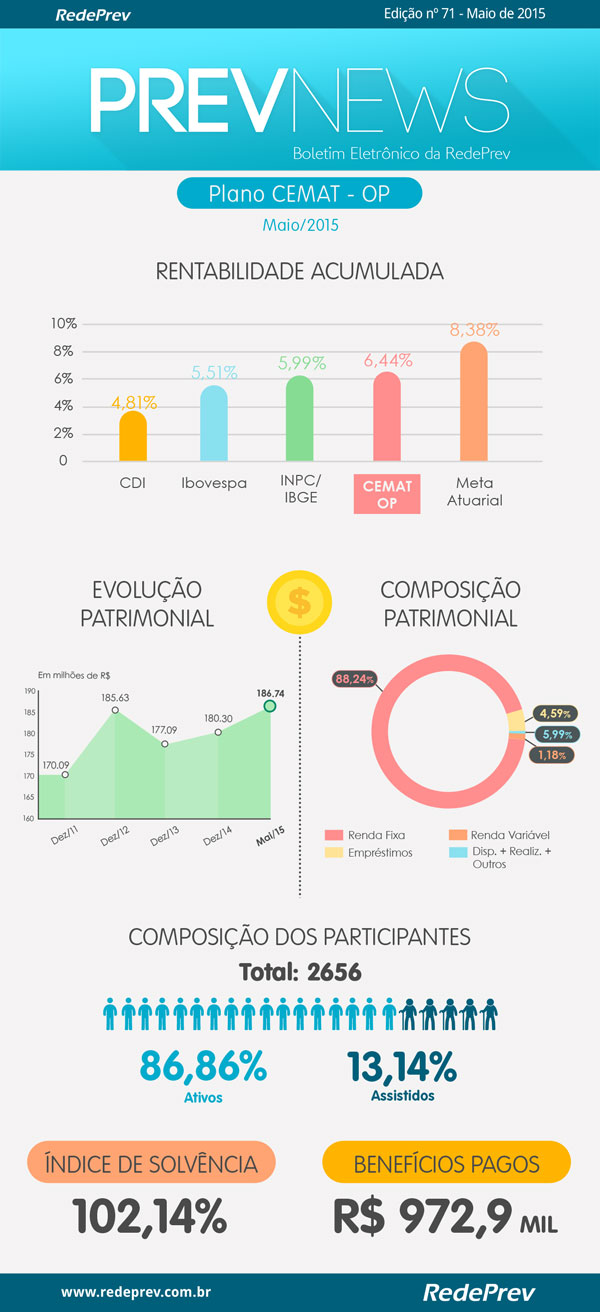 RedePrev
Edição nº 71 - Maio de 2015
PREVNEWS
Boletim Eletrônico da RedePrev
Plano CEMAT - OP
Maio/2015
RENTABILIDADE ACUMULADA
10%
8%
6%
4%
2%
0
4,81%
5,51%
5,99%
6,44%
8,38%
CDI
Ibovespa
INPC/
IBGE
CEMAT
OP
Meta
Atuarial
EVOLUÇÃO
PATRIMONIAL
$
COMPOSIÇÃO
PATRIMONIAL
Em milhões de R$
190
185
180
175
170
165
160
170.09
185.63
177.09
180.30
186.74
Dez/11
Dez/12
Dez/13
Dez/14
Mai/15
88,24%
4,59%
5,99%
1,18%
Renda Fixa
Renda Variável
Empréstimos
Disp. + Realiz. +
Outros
COMPOSIÇÃO DOS PARTICIPANTES
Total: 2656
86,86%
Ativos
13,14%
Assistidos
ÍNDICE DE SOLVÊNCIA
102,14%
BENEFÍCIOS PAGOS
R$ 972,9 MIL
www.redeprev.com.br
RedePrev